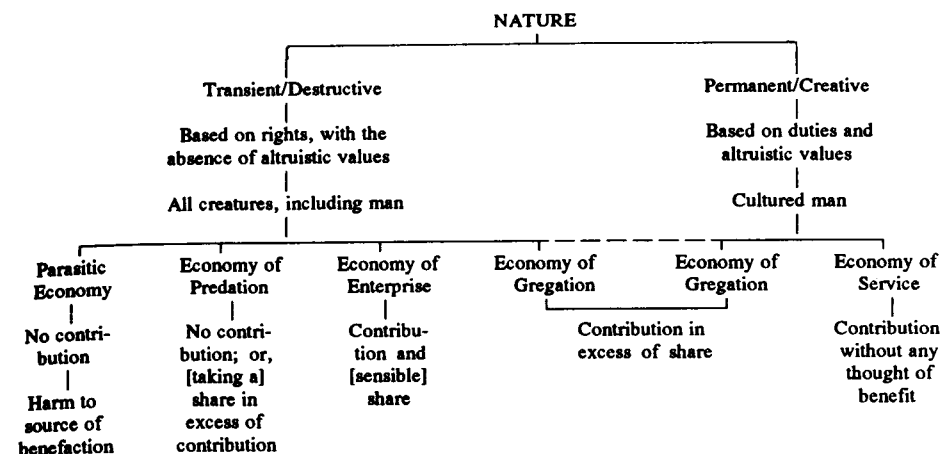 NATURE
Transient/Destructive
Permanent/Creative
Based on rights, with the
absence of altruistic values
Based on duties and
altruistic values
All creatures, including man
Cultured man
Parasitic
Economy
Economy of
Predation
Economy of
Enterprise
Economy of
Gregation
Economy of
Gregation
Economy of
Service
No contri-
bution
No contri-
bution; or,
[taking a]
share in
excess of
contribution
Contribu-
tion and
[sensible]
share
Contribution in
excess of share
Contribution
without any
thought of
benefit
Harm to
source of
benefaction